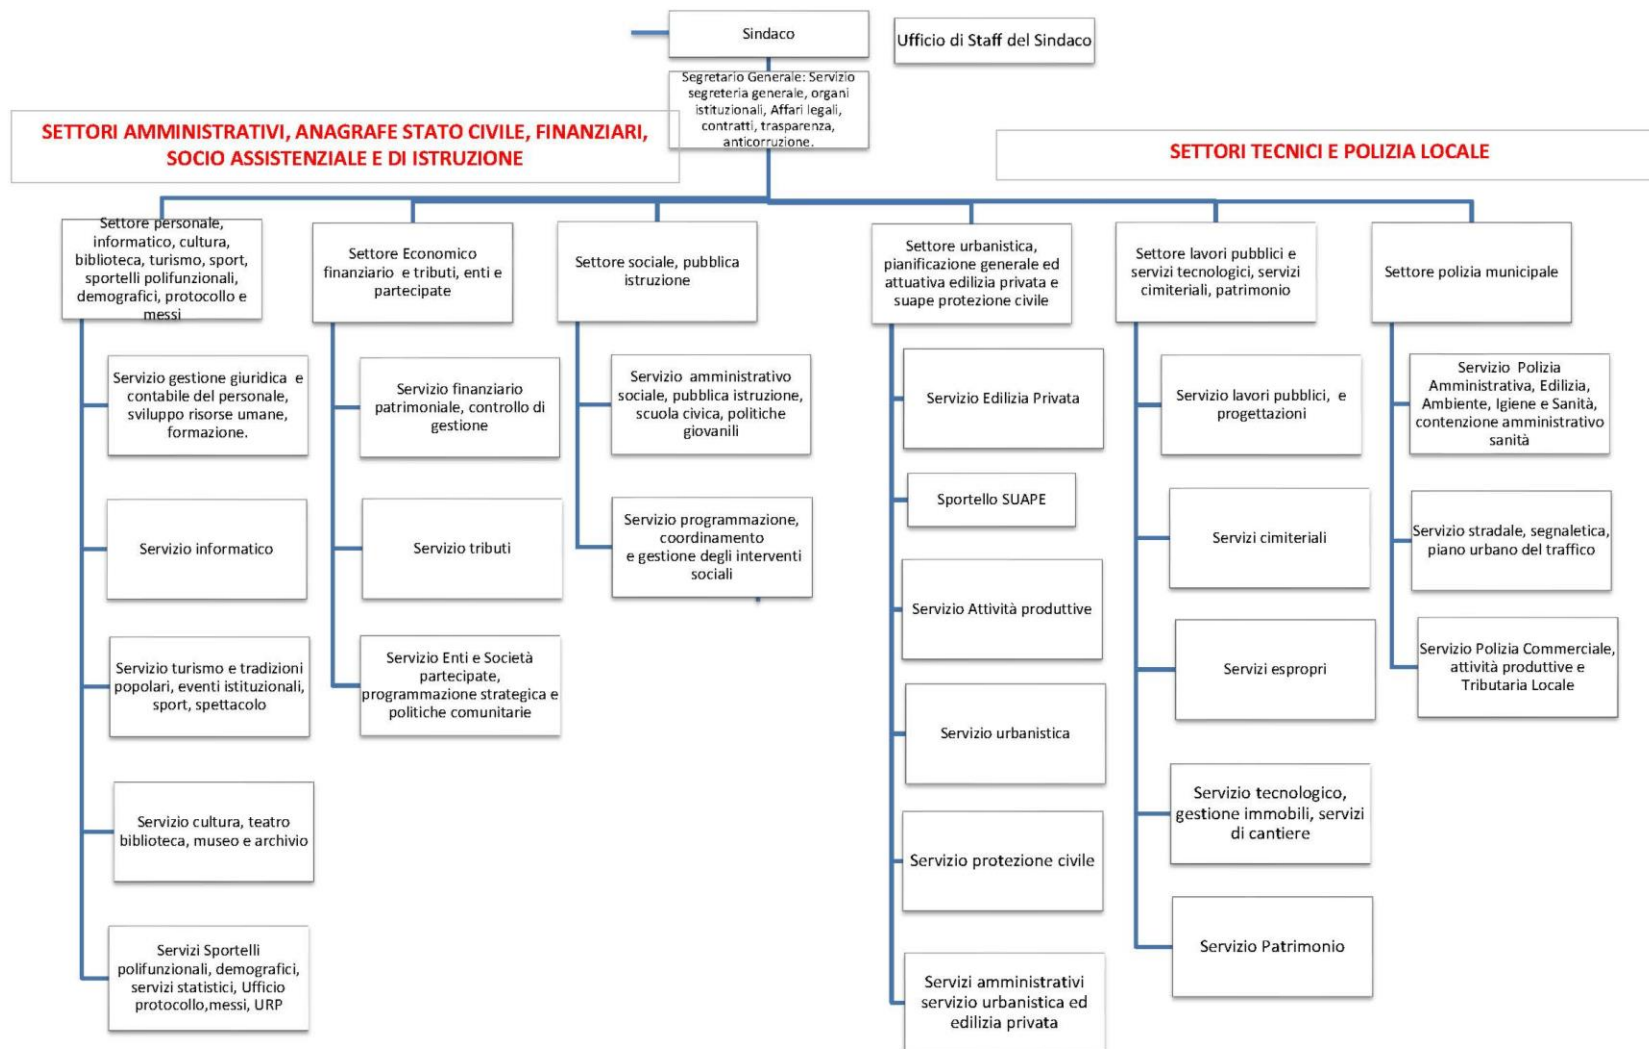 Sindaco
Ufficio di Staff del Sindaco
Segretario Generale: Servizio
segreteria generale, organi
istituzionali, Affari legali,
contratti, trasparenza,
anticorruzione.
SETTORI AMMINISTRATIVI, ANAGRAFE STATO CIVILE, FINANZIARI,
SOCIO ASSISTENZIALE E DI ISTRUZIONE
SETTORI TECNICI E POLIZIA LOCALE
Settore personale,
informatico, cultura,
biblioteca, turismo, sport,
sportelli polifunzionali,
demografici, protocollo e
messi
Settore Economico
finanziario e tributi, enti e
partecipate
Settore sociale, pubblica
istruzione
Settore urbanistica,
pianificazione generale ed
attuativa edilizia privata e
suape protezione civile
Settore lavori pubblici e
servizi tecnologici, servizi
cimiteriali, patrimonio
Settore polizia municipale
Servizio gestione giuridica e
contabile del personale,
sviluppo risorse umane,
formazione.
Servizio informatico
Servizio turismo e tradizioni
popolari, eventi istituzionali,
sport, spettacolo
Servizio cultura, teatro
biblioteca, museo e archivio
Servizi Sportelli
polifunzionali, demografici,
servizi statistici, Ufficio
protocollo,messi, URP
Servizio finanziario
patrimoniale, controllo di
gestione
Servizio tributi
Servizio Enti e Società
partecipate,
programmazione strategica e
politiche comunitarie
Servizio amministrativo
sociale, pubblica istruzione,
scuola civica, politiche
giovanili
Servizio programmazione,
coordinamento
e gestione degli interventi
sociali
Servizio Edilizia Privata
Sportello SUAPE
Servizio Attività produttive
Servizio urbanistica
Servizio protezione civile
Servizi amministrativi
servizio urbanistica ed
edilizia privata
Servizio lavori pubblici, e
progettazioni
Servizi cimiteriali
Servizi espropri
Servizio tecnologico,
gestione immobili, servizi
di cantiere
Servizio Patrimonio
Servizio Polizia
Amministrativa, Edilizia,
Ambiente, Igiene e Sanità,
contenzione amministrativo
sanità
Servizio stradale, segnaletica,
piano urbano del traffico
Servizio Polizia Commerciale,
attività produttive e
Tributaria Locale